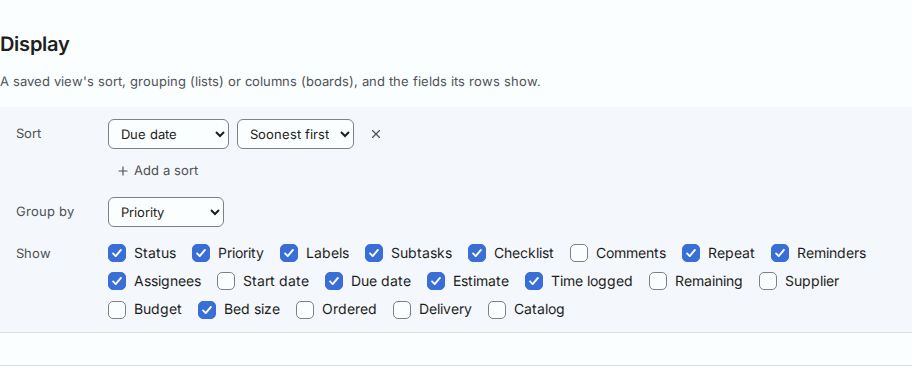 Display
A saved view's sort, grouping (lists) or columns (boards), and the fields its rows show.
Sort Due date Soonest first
Add a sort
Group by Priority
Show Status Priority Labels Subtasks Checklist Comments Repeat Reminders
Assignees Start date Due date Estimate Time logged Remaining Supplier
Budget Bed size Ordered Delivery Catalog